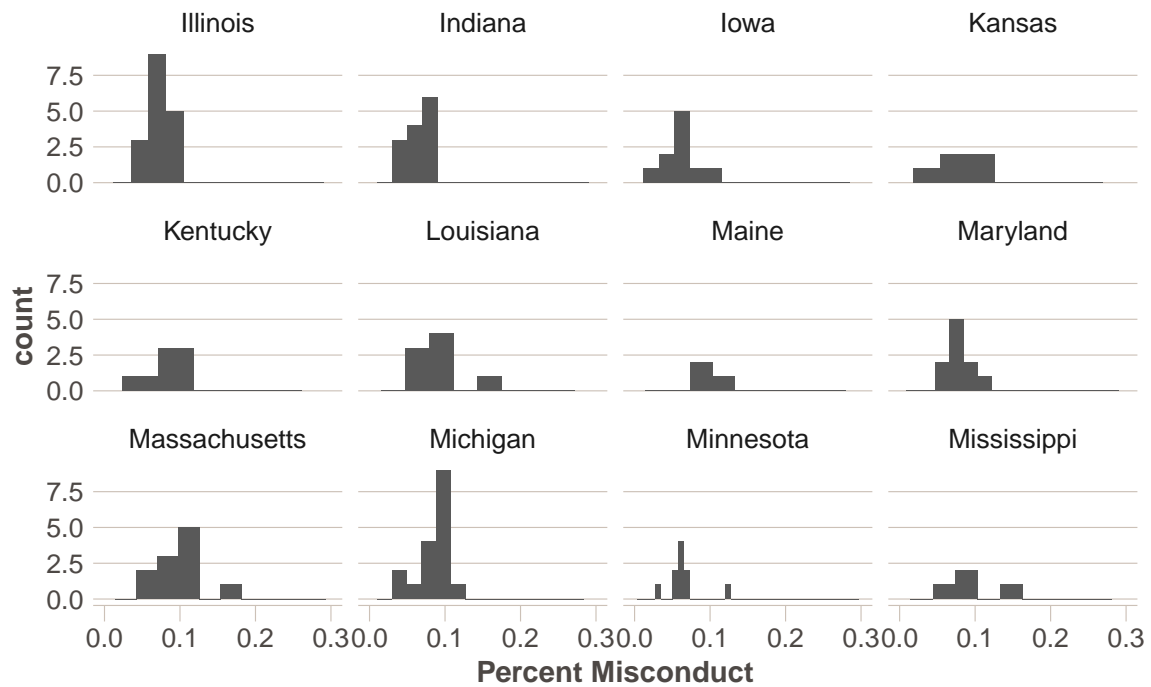 Illinois Indiana Iowa Kansas
7.5
5.0
2.5
0.0
Kentucky Louisiana Maine Maryland
7.5
5.0
2.5
0.0
count
Massachusetts Michigan Minnesota Mississippi
7.5
5.0
2.5
0.0
0.0 0.1 0.2 0.3 0.0 0.1 0.2 0.3 0.0 0.1 0.2 0.3 0.0 0.1 0.2 0.3
Percent Misconduct